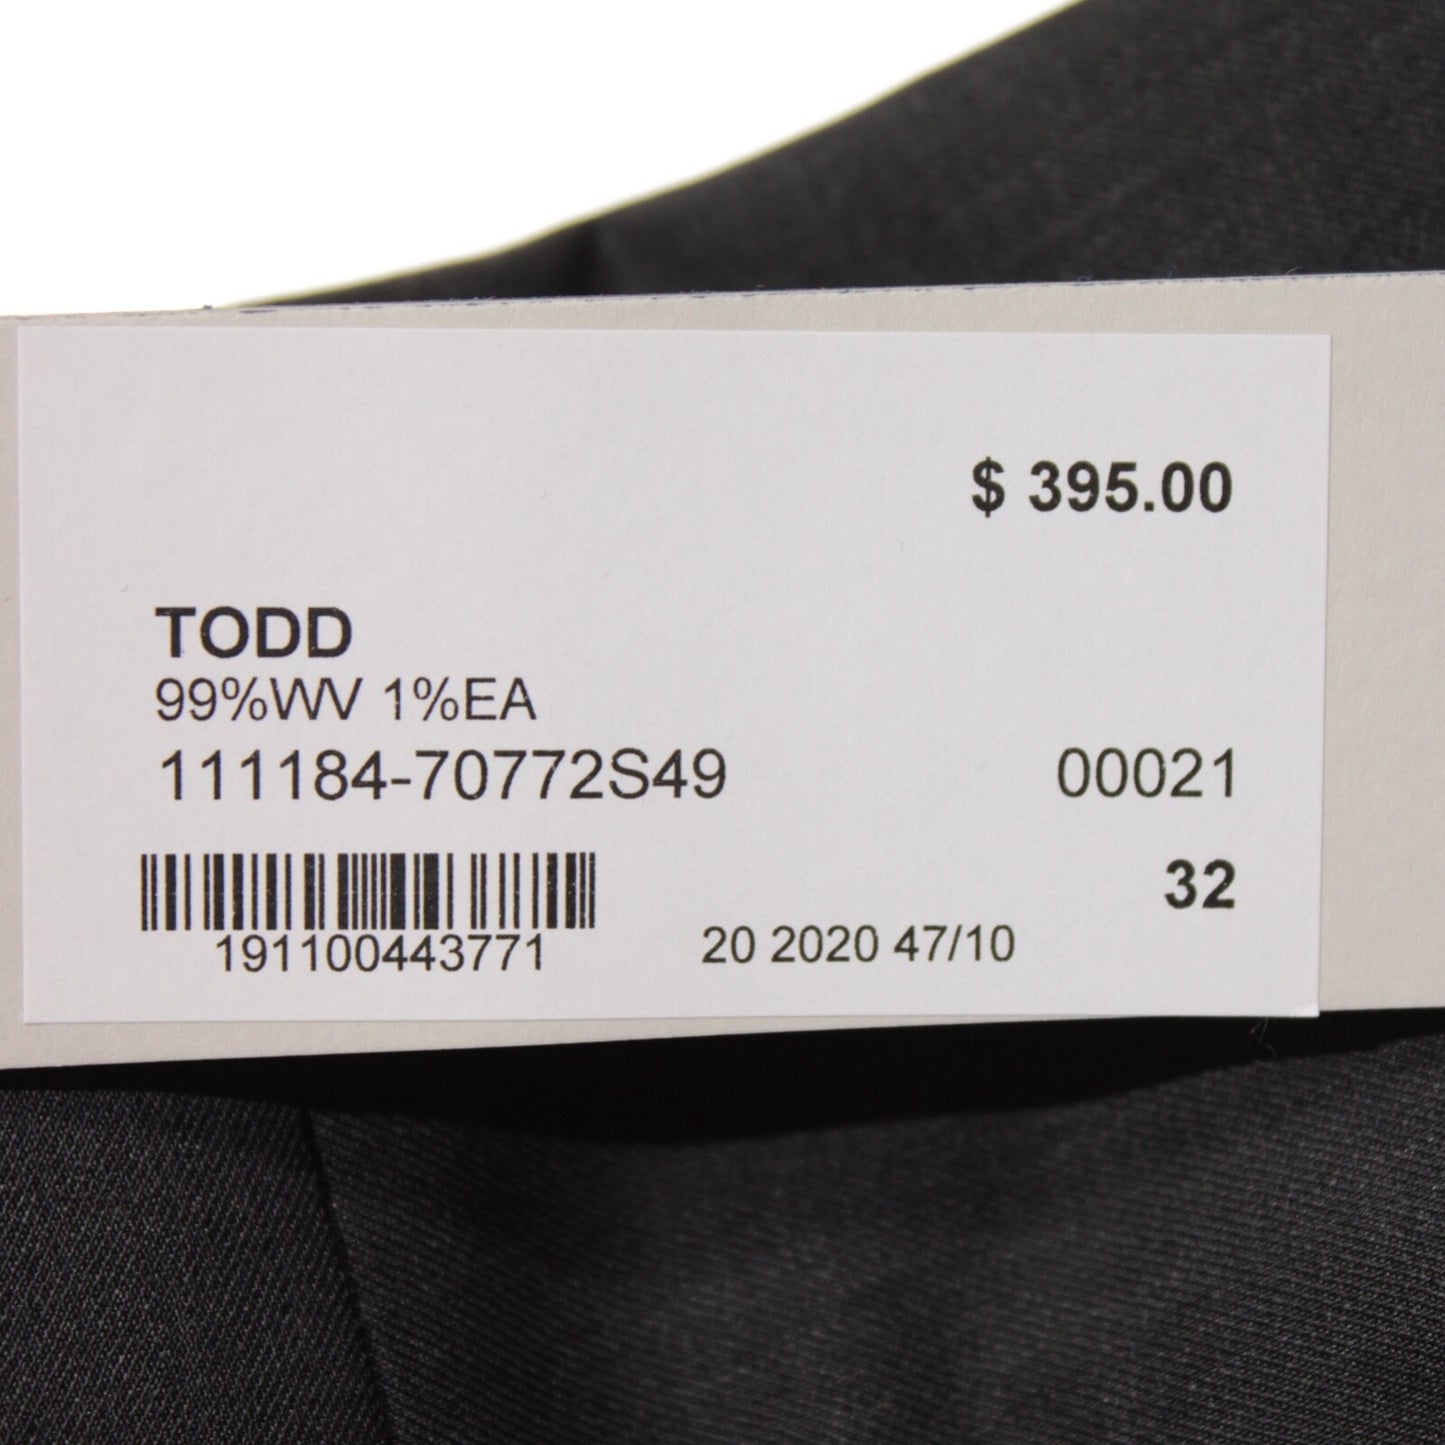 $ 395.00
TODD
99%WV 1%EA
111184-70772S49 00021
32
191100443771 20 2020 47/10